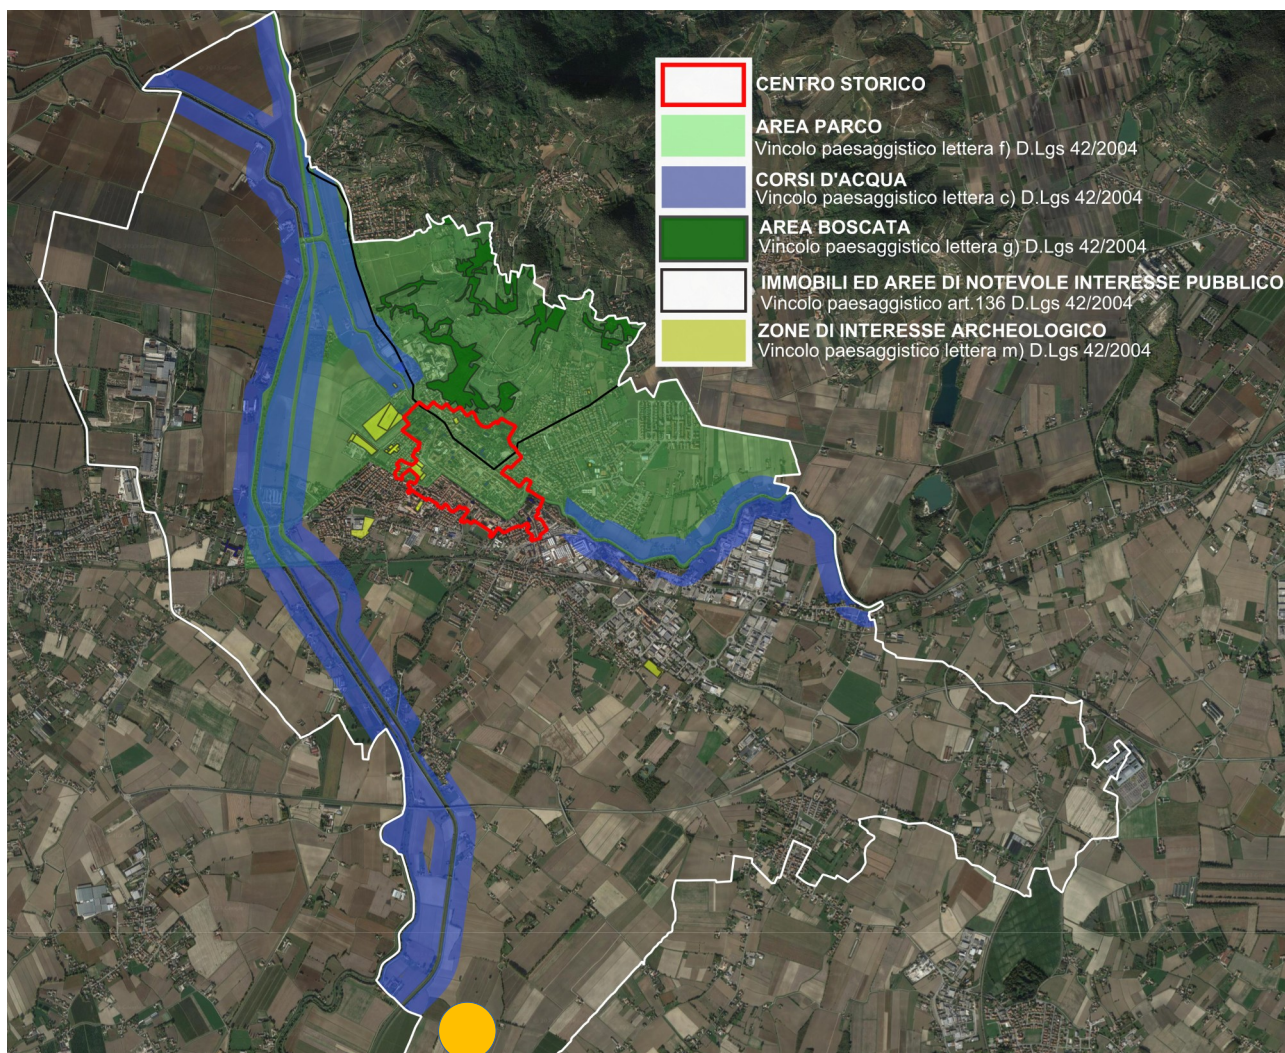 CENTRO STORICO
AREA PARCO
Vincolo paesaggistico lettera f) D.Lgs 42/2004
CORSI D'ACQUA
Vincolo paesaggistico lettera c) D.Lgs 42/2004
AREA BOSCATA
Vincolo paesaggistico lettera g) D.Lgs 42/2004
IMMOBILI ED AREE DI NOTEVOLE INTERESSE PUBBLICO
Vincolo paesaggistico art.136 D.Lgs 42/2004
ZONE DI INTERESSE ARCHEOLOGICO
Vincolo paesaggistico lettera m) D.Lgs 42/2004